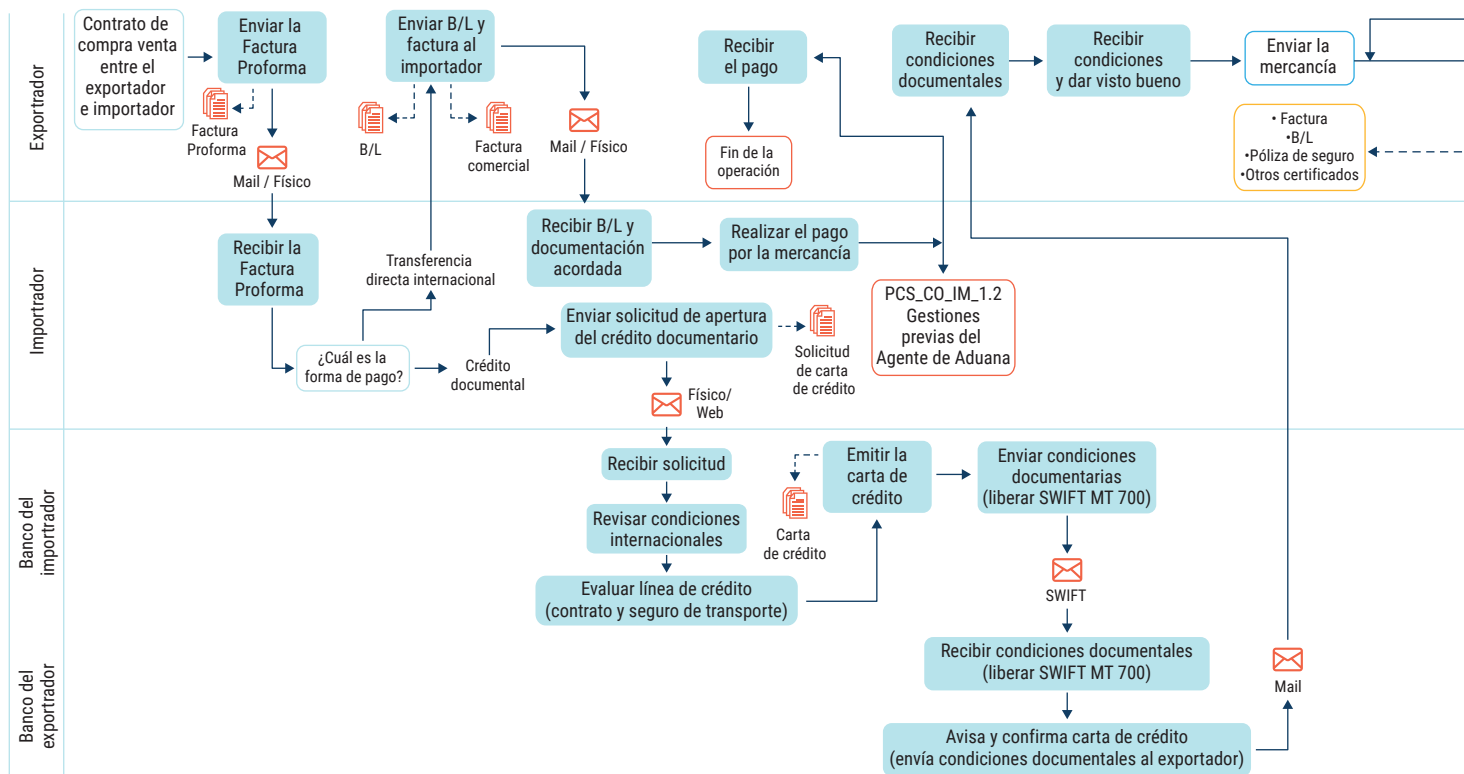 Exportrador
Contrato de
compra venta
entre el
exportador
e importador
Enviar la
Factura
Proforma
Factura
Proforma
Mail / Físico
Enviar B/L y
factura al
importador
B/L
Factura
comercial
Mail / Físico
Recibir
el pago
Fin de la
operación
Recibir
condiciones
documentales
Recibir
condiciones
y dar visto bueno
Enviar la
mercancía
• Factura
•B/L
•Póliza de seguro
•Otros certificados
Importrador
Recibir la
Factura
Proforma
¿Cuál es la
forma de pago?
Transferencia
directa internacional
Crédito
documental
Recibir B/L y
documentación
acordada
Realizar el pago
por la mercancía
Enviar solicitud de apertura
del crédito documentario
Solicitud
de carta
de crédito
Físico/
Web
PCS_CO_IM_1.2
Gestiones
previas del
Agente de Aduana
Banco del
importrador
Recibir solicitud
Revisar condiciones
internacionales
Evaluar línea de crédito
(contrato y seguro de transporte)
Emitir la
carta de
crédito
Carta
de crédito
Enviar condiciones
documentarias
(liberar SWIFT MT 700)
SWIFT
Banco del
exportrador
Recibir condiciones documentales
(liberar SWIFT MT 700)
Avisa y confirma carta de crédito
(envía condiciones documentales al exportador)
Mail